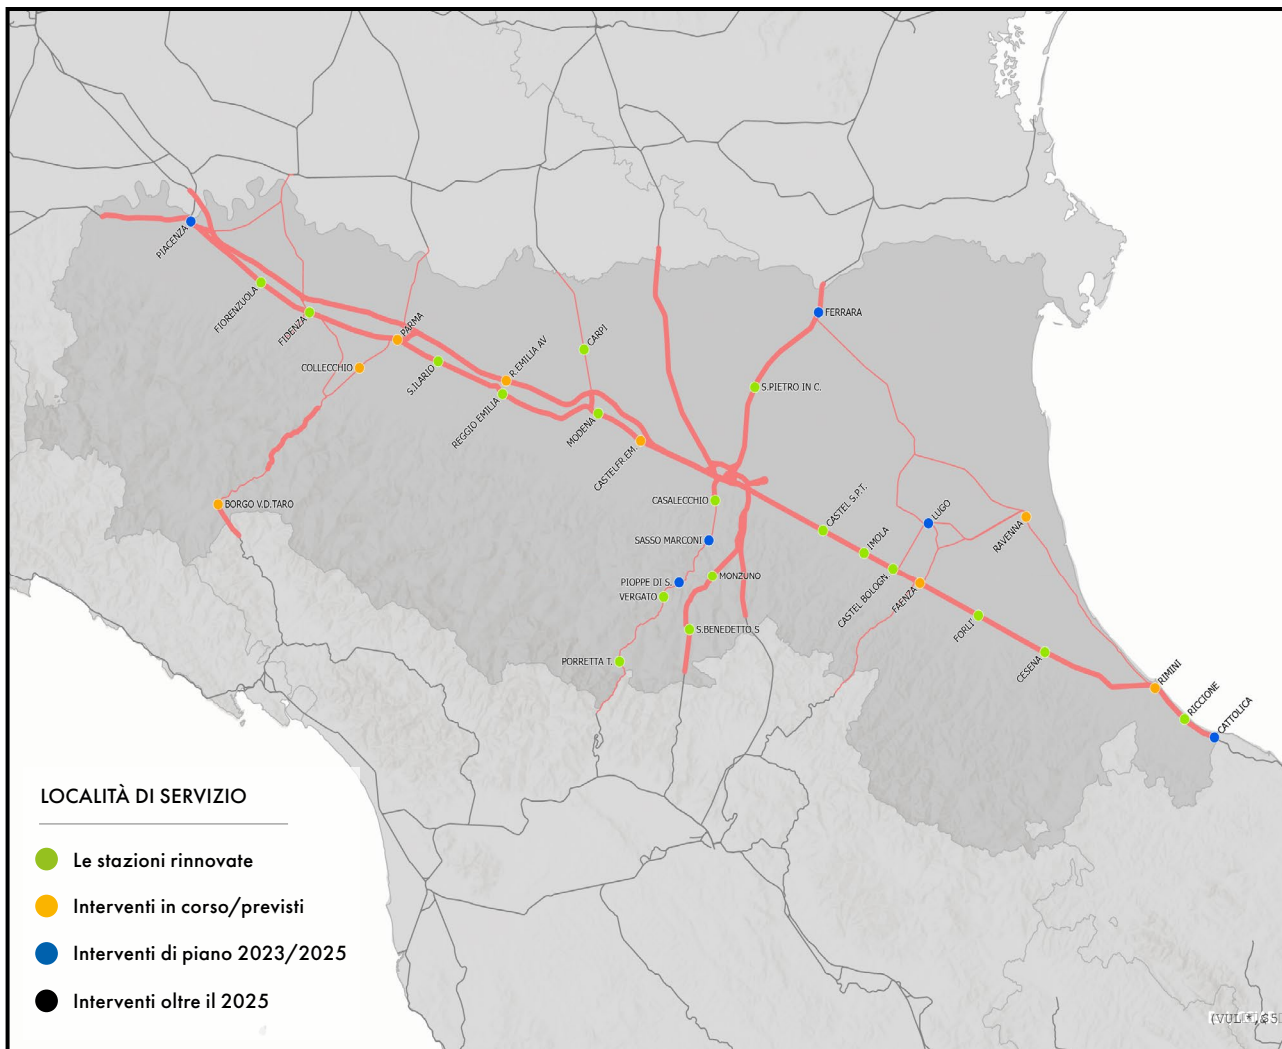 PIACENZA
FIORENZUOLA
FIDENZA
PARMA
COLLECCHIO
S.ILARIO
R.EMILIA AV
REGGIO EMILIA
CARPI
MODENA
CASTELFR.EM.
FERRARA
S.PIETRO IN C.
BORGO V.D.TARO
CASALECCHIO
SASSO MARCONI
PIOPPE DI S.
VERGATO
MONZUNO
S.BENEDETTO S
PORRETTA T.
CASTEL S.P.T.
IMOLA
CASTEL BOLOGN
LUGO
FAENZA
RAVENNA
FORLI'
CESENA
RIMINI
RICCIONE
CATTOLICA
LOCALITÀ DI SERVIZIO
Le stazioni rinnovate
Interventi in corso/previsti
Interventi di piano 2023/2025
Interventi oltre il 2025